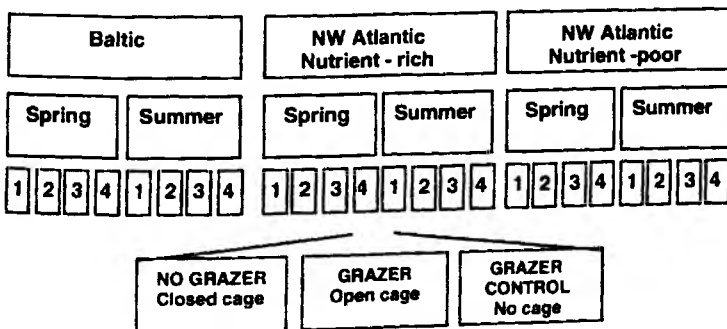 Baltic NW Atlantic NW Atlantic
Nutrient - rich Nutrient -poor
Spring Summer Spring Summer Spring Summer
1 2 3 4 1 2 3 4 1 2 3 4 1 2 3 4 1 2 3 4 1 2 3 4
NO GRAZER GRAZER GRAZER
Closed cage Open cage CONTROL
No cage